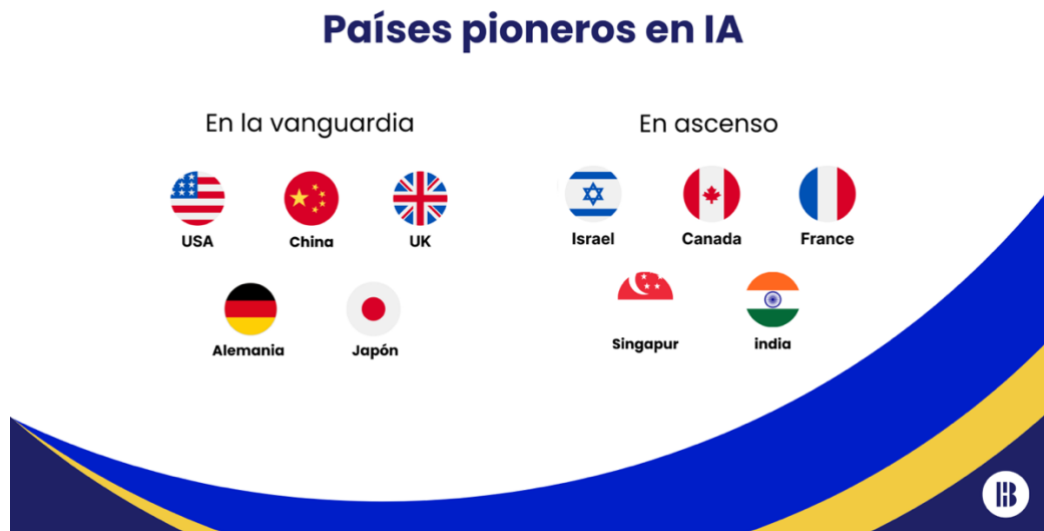 Países pioneros en IA
En la vanguardia
USA
China
UK
Alemania
Japón
En ascenso
Israel
Canada
France
Singapur
india